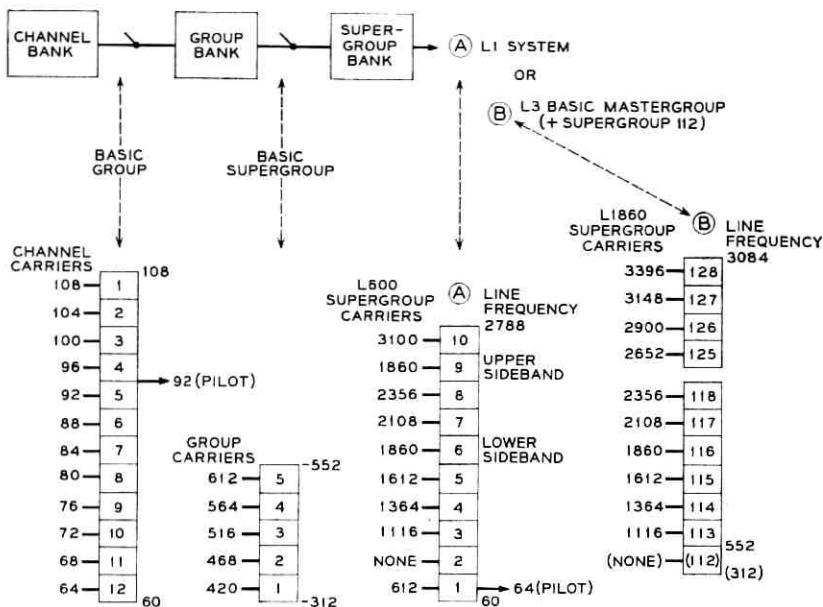 CHANNEL
BANK
GROUP
BANK
SUPER-
GROUP
BANK
A
L1 SYSTEM
OR
B
L3 BASIC MASTERGROUP
(+ SUPERGROUP 112)
BASIC
GROUP
BASIC
SUPERGROUP
CHANNEL
CARRIERS
108
108 1
104 2
100 3
96 4
92 (PILOT)
92 5
88 6
84 7
80 8
76 9
72 10
68 11
64 12
60
GROUP
CARRIERS
552
612 5
564 4
516 3
468 2
420 1
312
L600
SUPERGROUP
CARRIERS
A
LINE
FREQUENCY
2788
3100 10
1860 9 UPPER
SIDEBAND
2356 8
2108 7
1860 6 LOWER
SIDEBAND
1612 5
1364 4
1116 3
NONE 2
612 1 64 (PILOT)
60
L1860
SUPERGROUP
CARRIERS
B
LINE
FREQUENCY
3084
3396 128
3148 127
2900 126
2652 125
2356 118
2108 117
1860 116
1612 115
1364 114
1116 113
552
(NONE) (112)
(312)